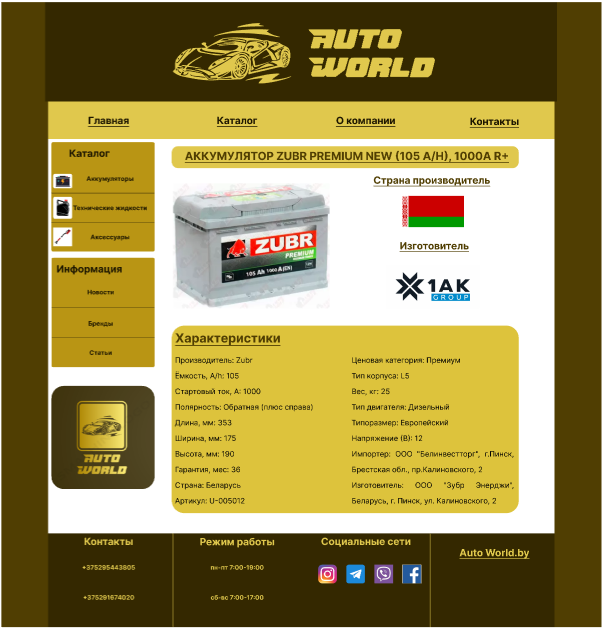 AUTO
WORLD
Главная
Каталог
О компании
Контакты
Каталог
Аккумуляторы
Технические жидкости
Аксессуары
Информация
Новости
Бренды
Статьи
AUTO
WORLD
АККУМУЛЯТОР ZUBR PREMIUM NEW (105 A/H), 1000A R+
Страна производитель
Изготовитель
1AK
GROUP
ZUBR
PREMIUM
105 Ah 1000 A(EN)
Характеристики
Производитель: Zubr
Ёмкость, A/h: 105
Стартовый ток, А: 1000
Полярность: Обратная (плюс справа)
Длина, мм: 353
Ширина, мм: 175
Высота, мм: 190
Гарантия, мес: 36
Страна: Беларусь
Артикул: U-005012
Ценовая категория: Премиум
Тип корпуса: L5
Вес, кг: 25
Тип двигателя: Дизельный
Типоразмер: Европейский
Напряжение (В): 12
Импортер: ООО "Белинвестторг", г.Пинск,
Брестская обл., пр.Калиновского, 2
Изготовитель: ООО "Зубр Энерджи",
Беларусь, г. Пинск, ул. Калиновского, 2
Контакты
+375295443805
+375291674020
Режим работы
пн-пт 7:00-19:00
сб-вс 7:00-17:00
Социальные сети
Auto World.by